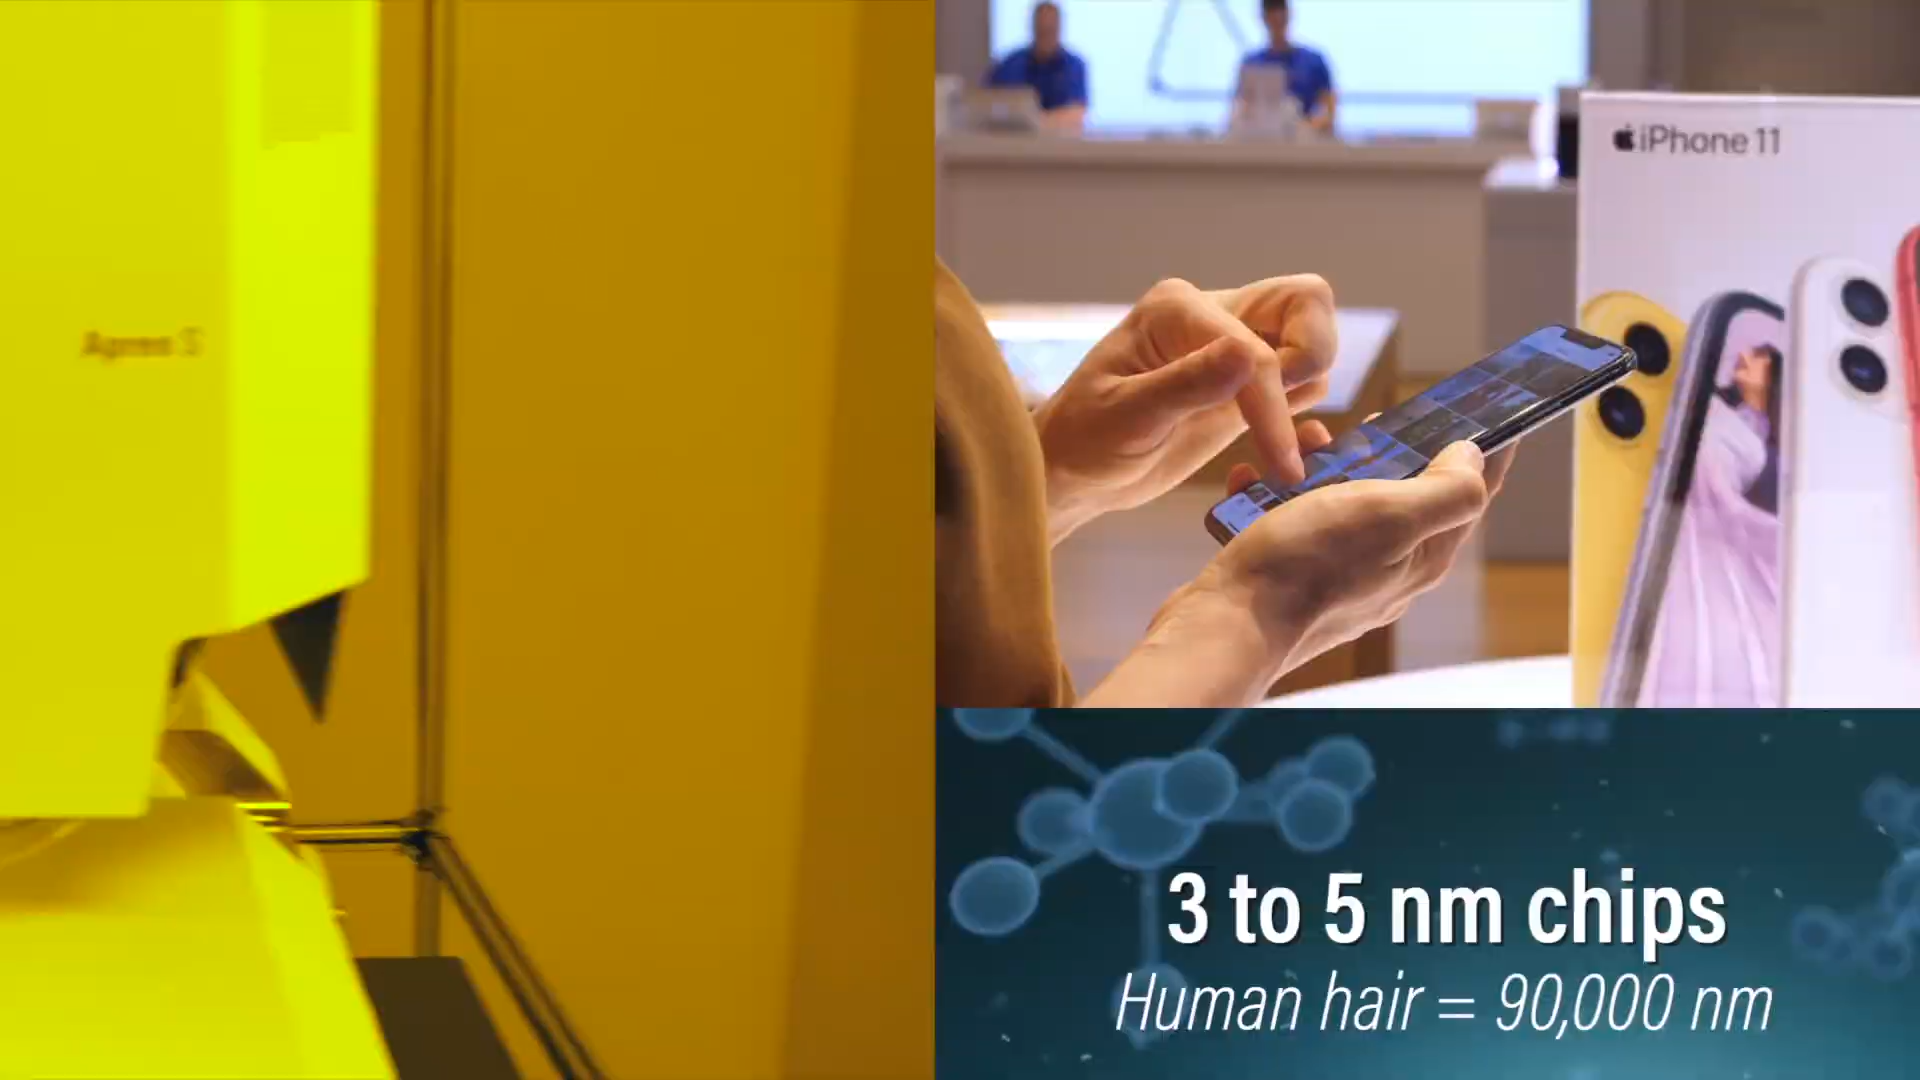 iPhone 11
3 to 5 nm chips
Human hair = 90,000 nm